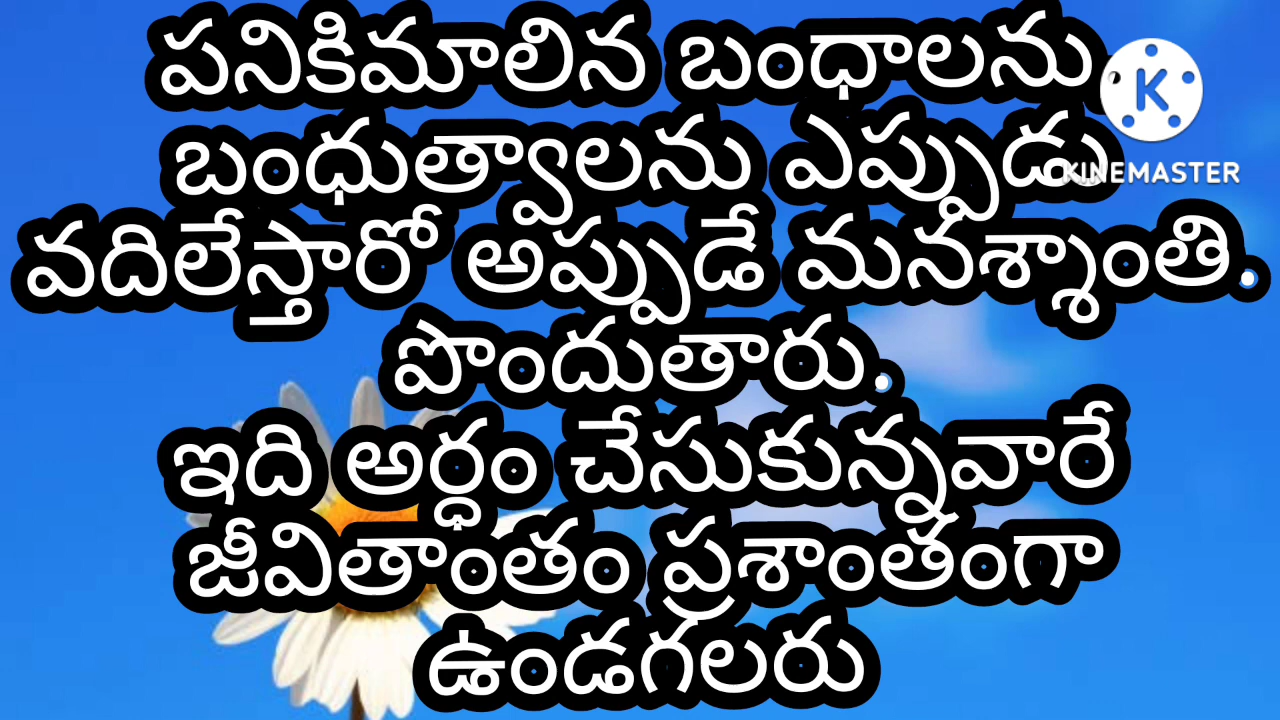 పనికిమాలిన బంధాలను
బంధుత్వాలను ఎప్పుడు
వదిలేస్తారో అప్పుడే మనశ్శాంతి.
పొందుతారు.
ఇది అర్ధం చేసుకున్నవారే
జీవితాంతం ప్రశాంతంగా
ఉండగలరు
K
KINEMASTER